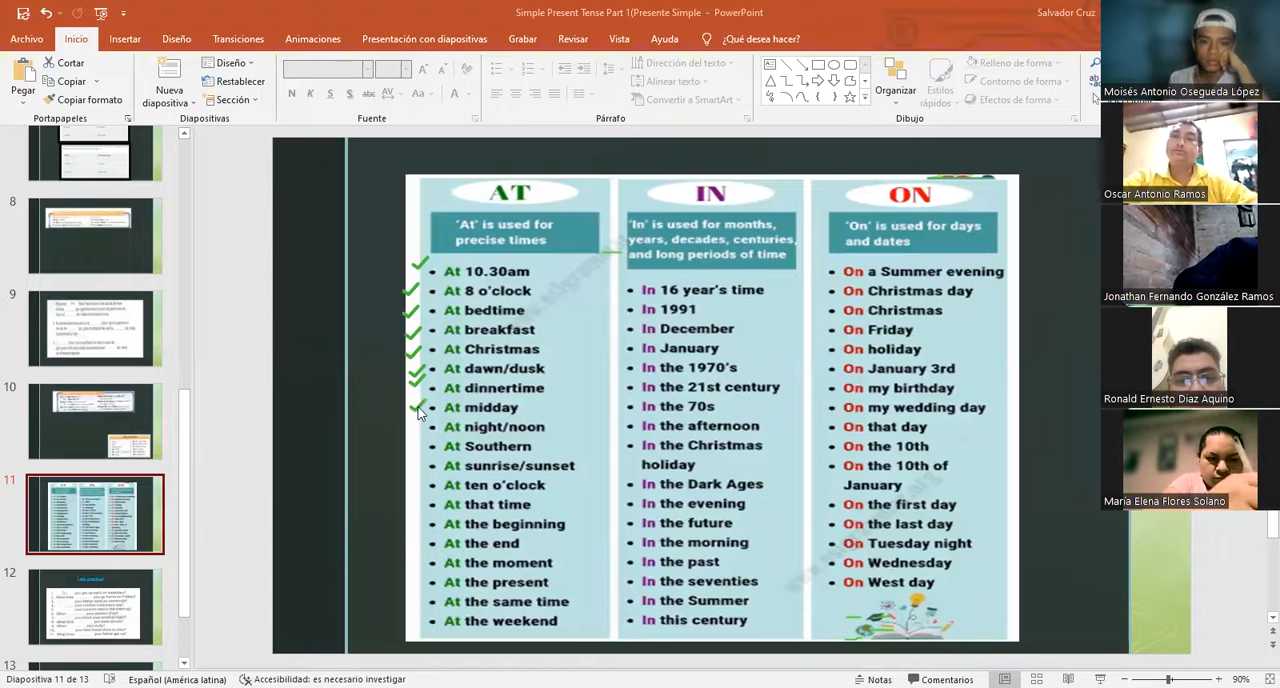 Simple Present Tense Part 1(Presente Simple - PowerPoint
Salvador Cruz
Archivo Inicio Insertar Diseño Transiciones Animaciones Presentación con diapositivas Grabar Revisar Vista Ayuda ¿Qué desea hacer?
Pegar
Cortar
Copiar
Copiar formato
Portapapeles
Nueva
diapositiva
Diseño
Restablecer
Sección
Diapositivas
N K S S abc AV Aa A
Fuente
Dirección del texto
Alinear texto
Convertir a SmartArt
Párrafo
Organizar
Estilos
rápidos
Relleno de forma
Contorno de forma
Efectos de forma
Dibujo
8
9
10
11
12
Lets practice!
13
AT
'At' is used for
precise times
• At 10.30am
• At 8 o'clock
• At bedtime
• At breakfast
• At Christmas
• At dawn/dusk
• At dinnertime
• At midday
• At night/noon
• At Southern
• At sunrise/sunset
• At ten o'clock
• At that time
• At the beginning
• At the end
• At the moment
• At the present
• At the same time
• At the weekend
IN
'In' is used for months,
years, decades, centuries,
and long periods of time
• In 16 year's time
• In 1991
• In December
• In January
• In the 1970's
• In the 21st century
• In the 70s
• In the afternoon
• In the Christmas
holiday
• In the Dark Ages
• In the evening
• In the future
• In the morning
• In the past
• In the seventies
• In the Summer
• In this century
ON
'On' is used for days
and dates
• On a Summer evening
• On Christmas day
• On Christmas
• On Friday
• On holiday
• On January 3rd
• On my birthday
• On my wedding day
• On that day
• On the 10th
• On the 10th of
January
• On the first day
• On the last day
• On Tuesday night
• On Wednesday
• On West day
Moisés Antonio Osegueda López
Oscar Antonio Ramos
Jonathan Fernando González Ramos
Ronald Ernesto Diaz Aquino
María Elena Flores Solano
Diapositiva 11 de 13 Español (América latina) Accesibilidad: es necesario investigar
Notas Comentarios 90%